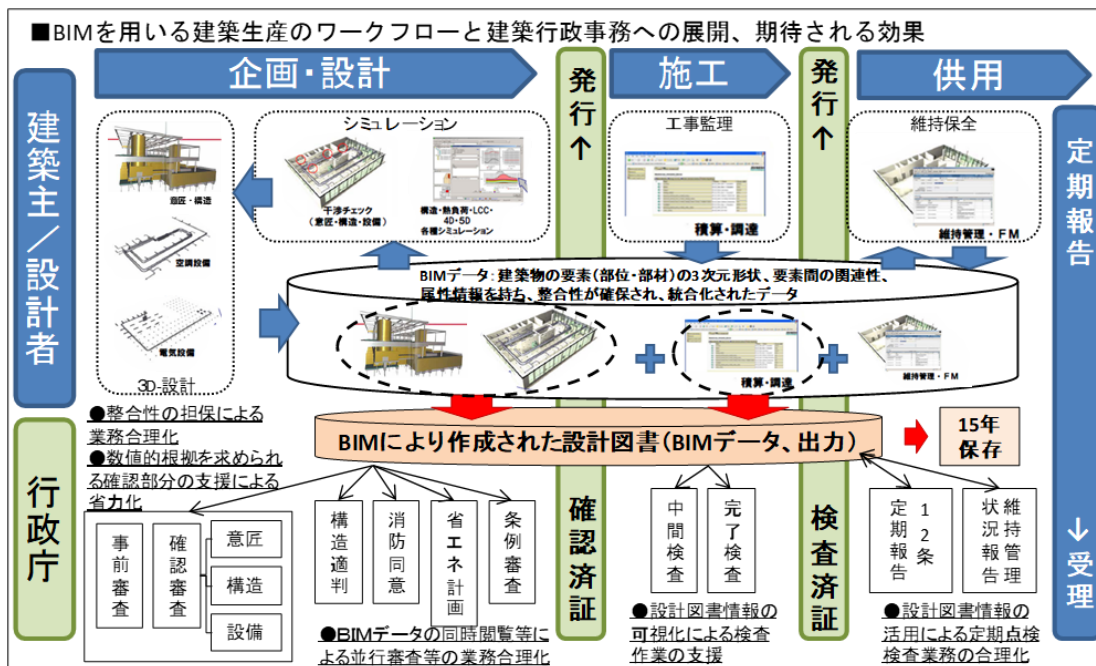 ■BIMを用いる建築生産のワークフローと建築行政事務への展開、期待される効果
企画・設計
発行↑
施工
発行↑
供用
建築主／設計者
シミュレーション
工事監理
維持保全
定期報告
意匠・構造
干渉チェック
(意匠・構造・設備)
構造・熱負荷・LCC・
4D・5D
各種シミュレーション
積算・調達
維持管理・FM
空調設備
電気設備
3D-設計
BIMデータ：建築物の要素(部位・部材)の3次元形状、要素間の関連性、
属性情報を持ち、整合性が確保され、統合化されたデータ
積算・調達
維持管理・FM
●整合性の担保による
業務合理化
●数値的根拠を求められ
る確認部分の支援による
省力化
BIMにより作成された設計図書(BIMデータ、出力)
15年
保存
行政庁
確認済証
検査済証
↓受理
事前審査
確認審査
意匠
構造
設備
構造適判
消防同意
省エネ計画
条例審査
中間検査
完了検査
12条
定期報告
維持管理
状況報告
●BIMデータの同時閲覧等に
よる並行審査等の業務合理化
●設計図書情報の
可視化による検査
作業の支援
●設計図書情報の
活用による定期点検
検査業務の合理化